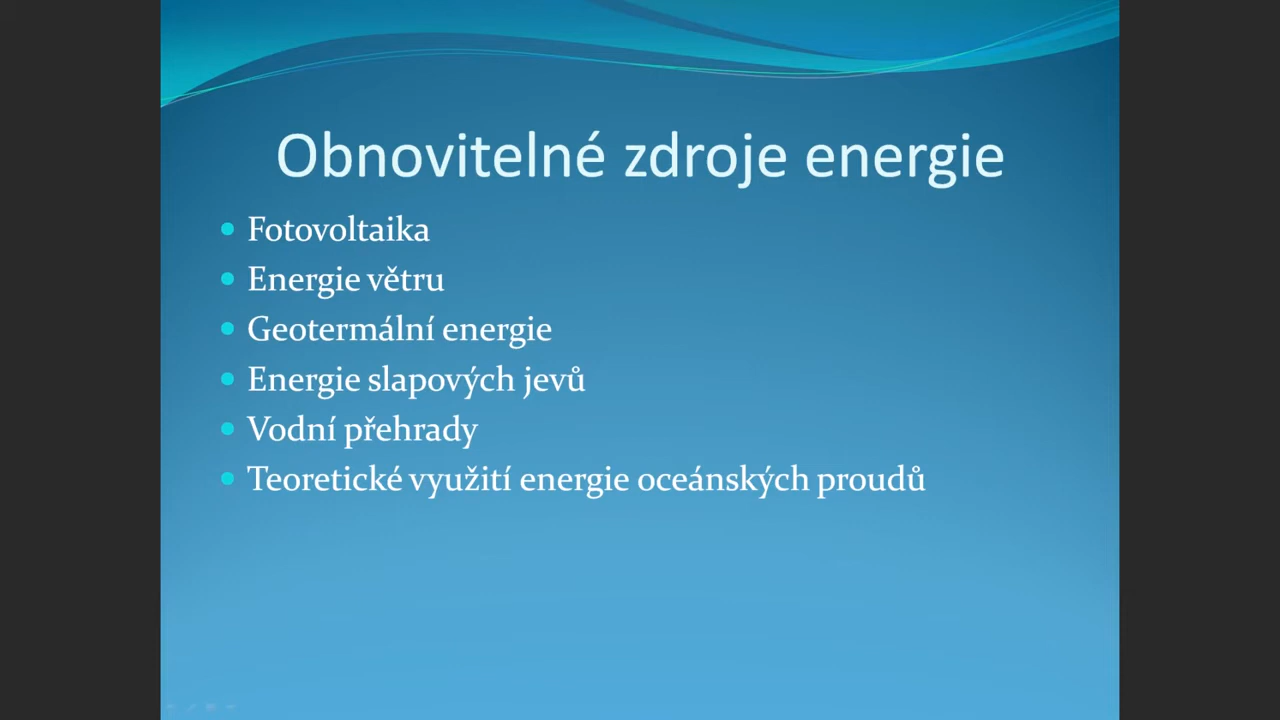 Obnovitelné zdroje energie
Fotovoltaika
Energie větru
Geotermální energie
Energie slapových jevů
Vodní přehrady
Teoretické využití energie oceánských proudů